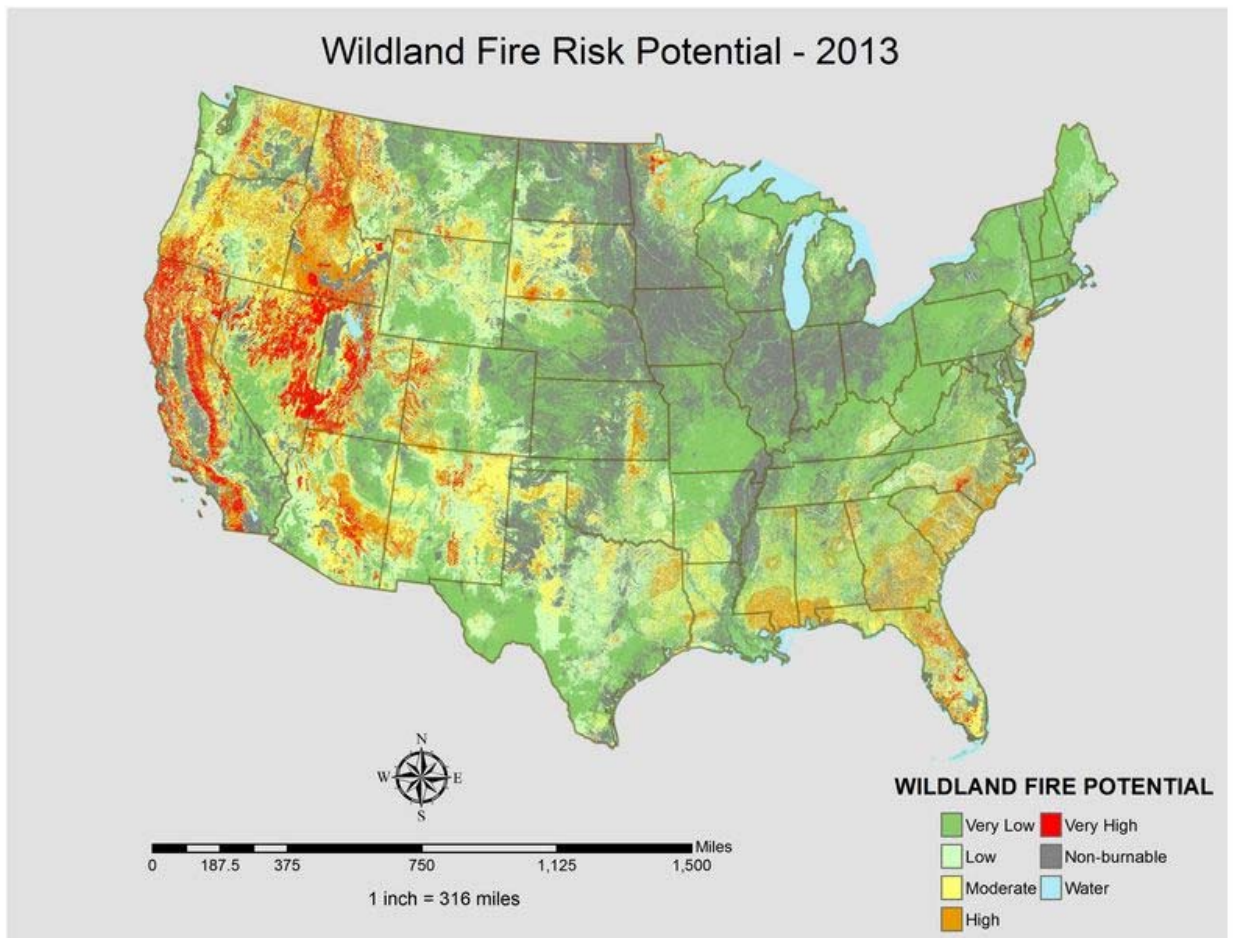 Wildland Fire Risk Potential - 2013
N
W E
S
Miles
0 187.5 375 750 1,125 1,500
1 inch = 316 miles
WILDLAND FIRE POTENTIAL
Very Low Very High
Low Non-burnable
Moderate Water
High